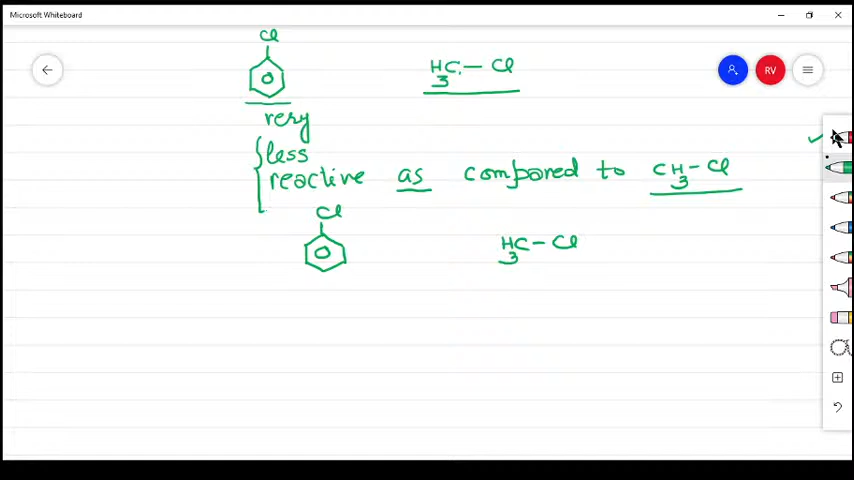 Microsoft Whiteboard
Cl
H3C - Cl
RV
very
less
reactive as compared to CH3 - Cl
Cl
H3C - Cl